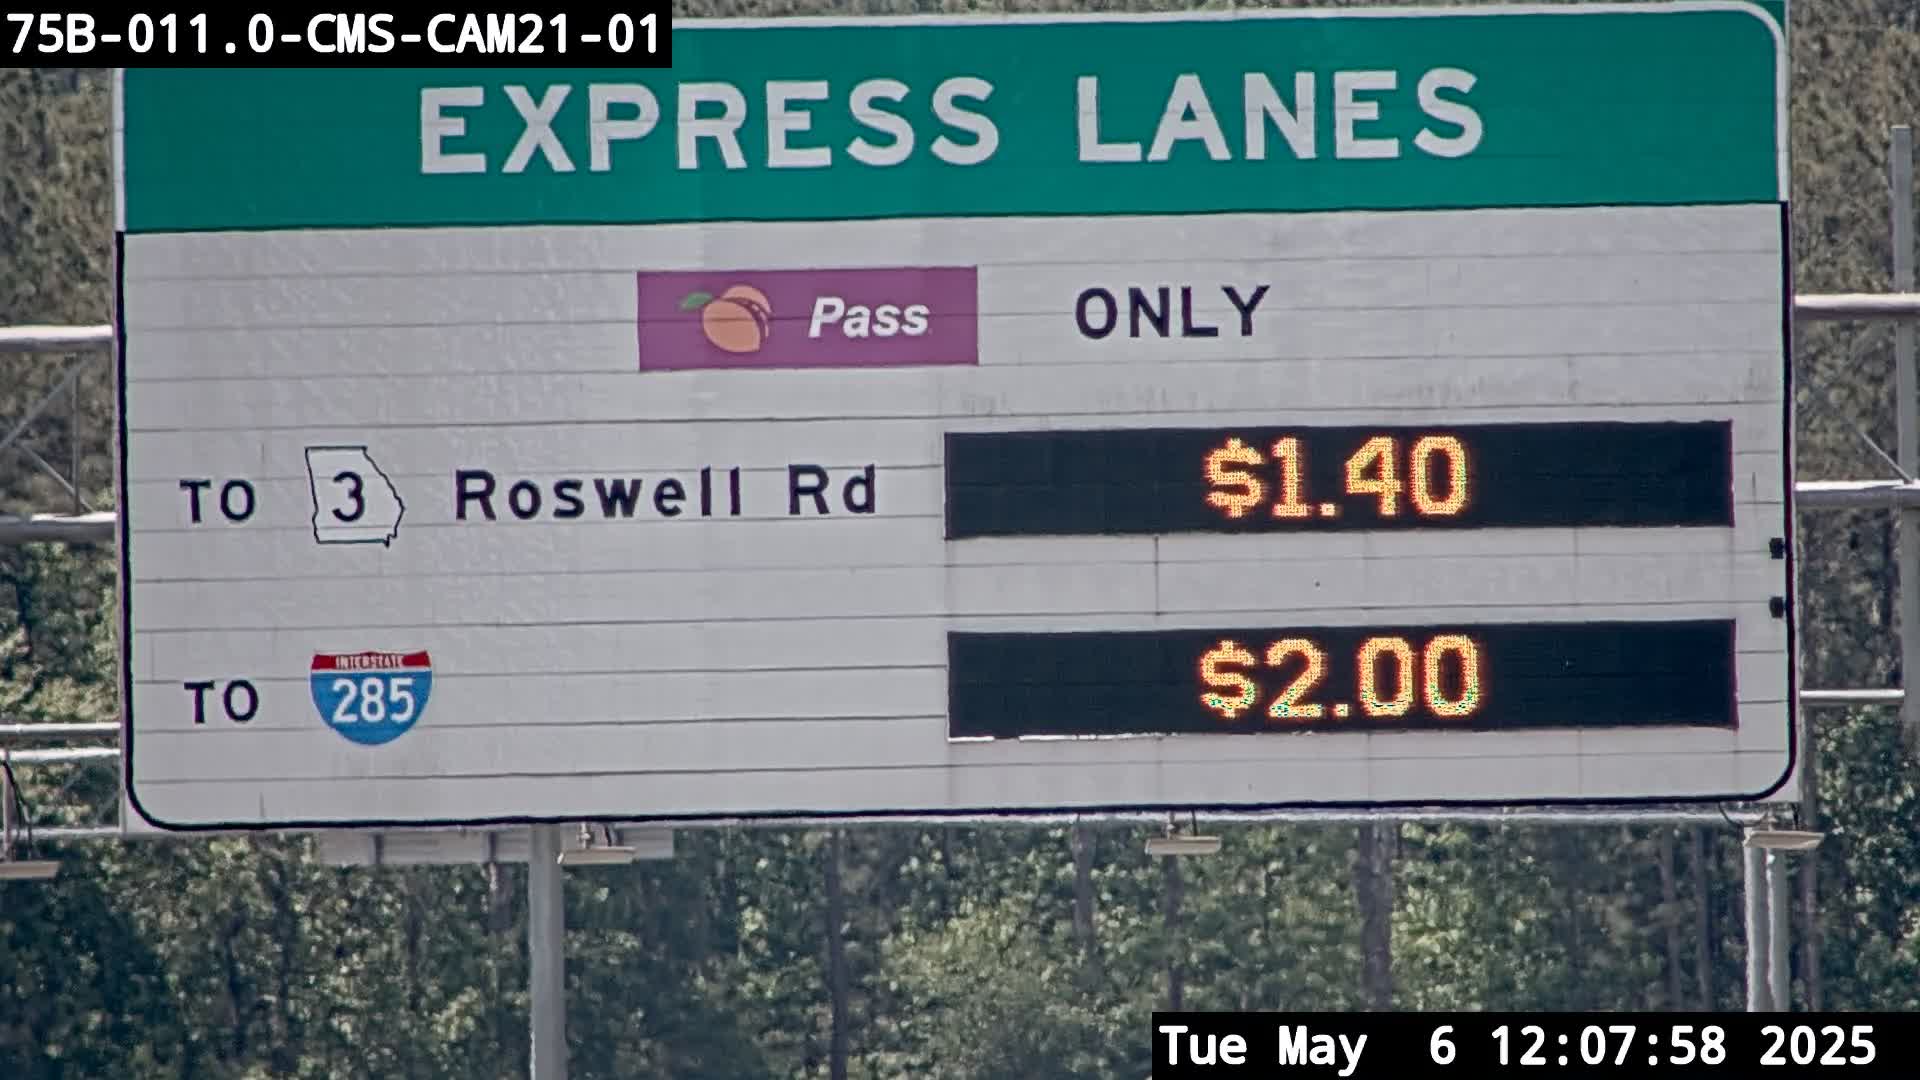 75B-011.0-CMS-CAM21-01
EXPRESS LANES
Pass ONLY
TO 3 Roswell Rd $1.40
INTERSTATE
TO 285 $2.00
Tue May 6 12:07:58 2025